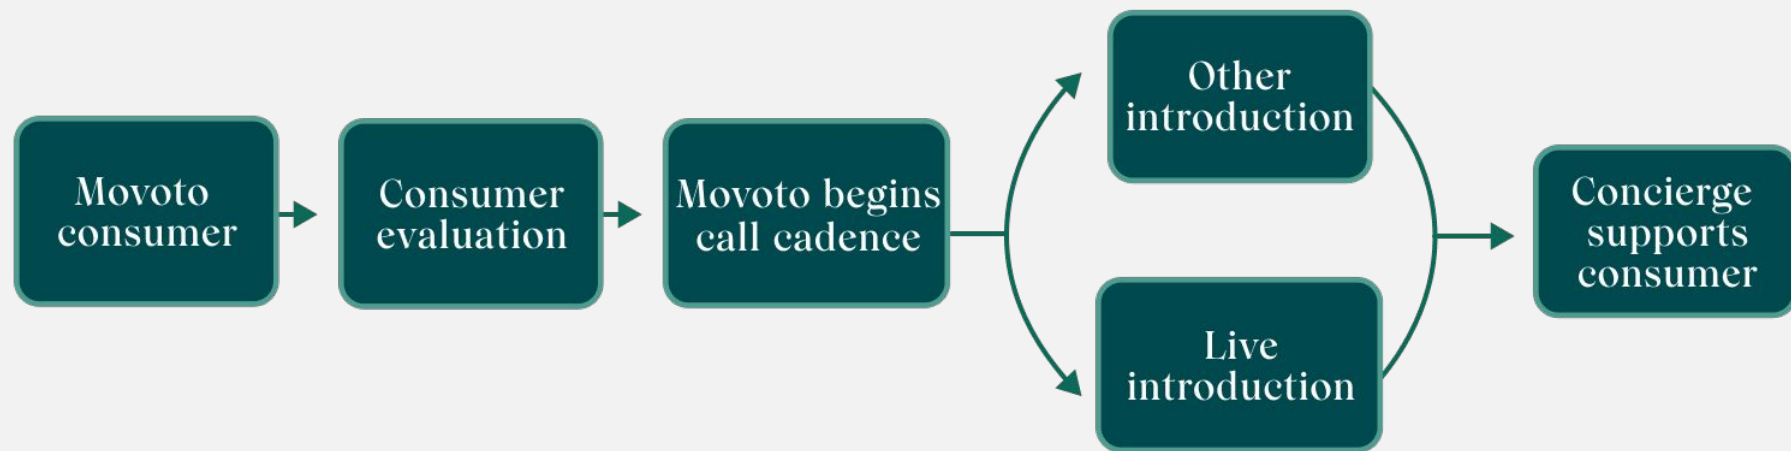 Movoto
consumer
Consumer
evaluation
Movoto begins
call cadence
Other
introduction
Live
introduction
Concierge
supports
consumer